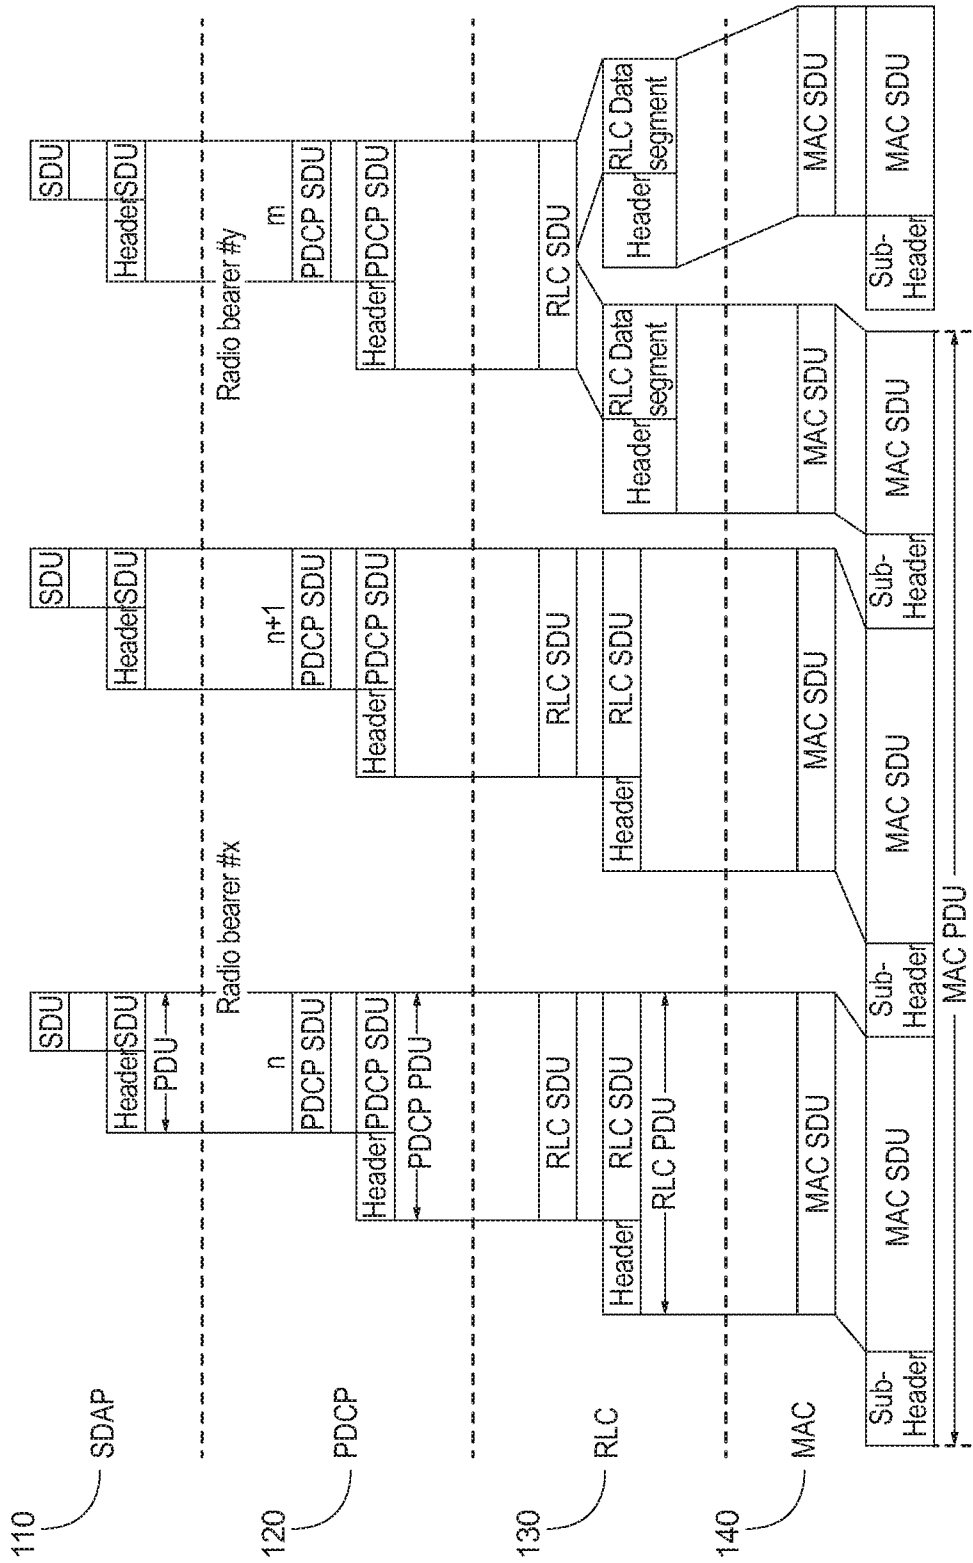 110
SDAP
SDU
SDU
SDU
Header SDU
Header SDU
Header SDU
PDU
Radio bearer #x
Radio bearer #y
120
PDCP
n
n+1
m
PDCP SDU
PDCP SDU
PDCP SDU
Header PDCP SDU
Header PDCP SDU
Header PDCP SDU
PDCP PDU
130
RLC
RLC SDU
RLC SDU
RLC SDU
Header RLC SDU
Header RLC SDU
Header
RLC Data
segment
Header
RLC Data
segment
RLC PDU
140
MAC
MAC SDU
MAC SDU
MAC SDU
MAC SDU
Sub-
Header
MAC SDU
Sub-
Header
MAC SDU
Sub-
Header
MAC SDU
Sub-
Header
MAC SDU
MAC PDU